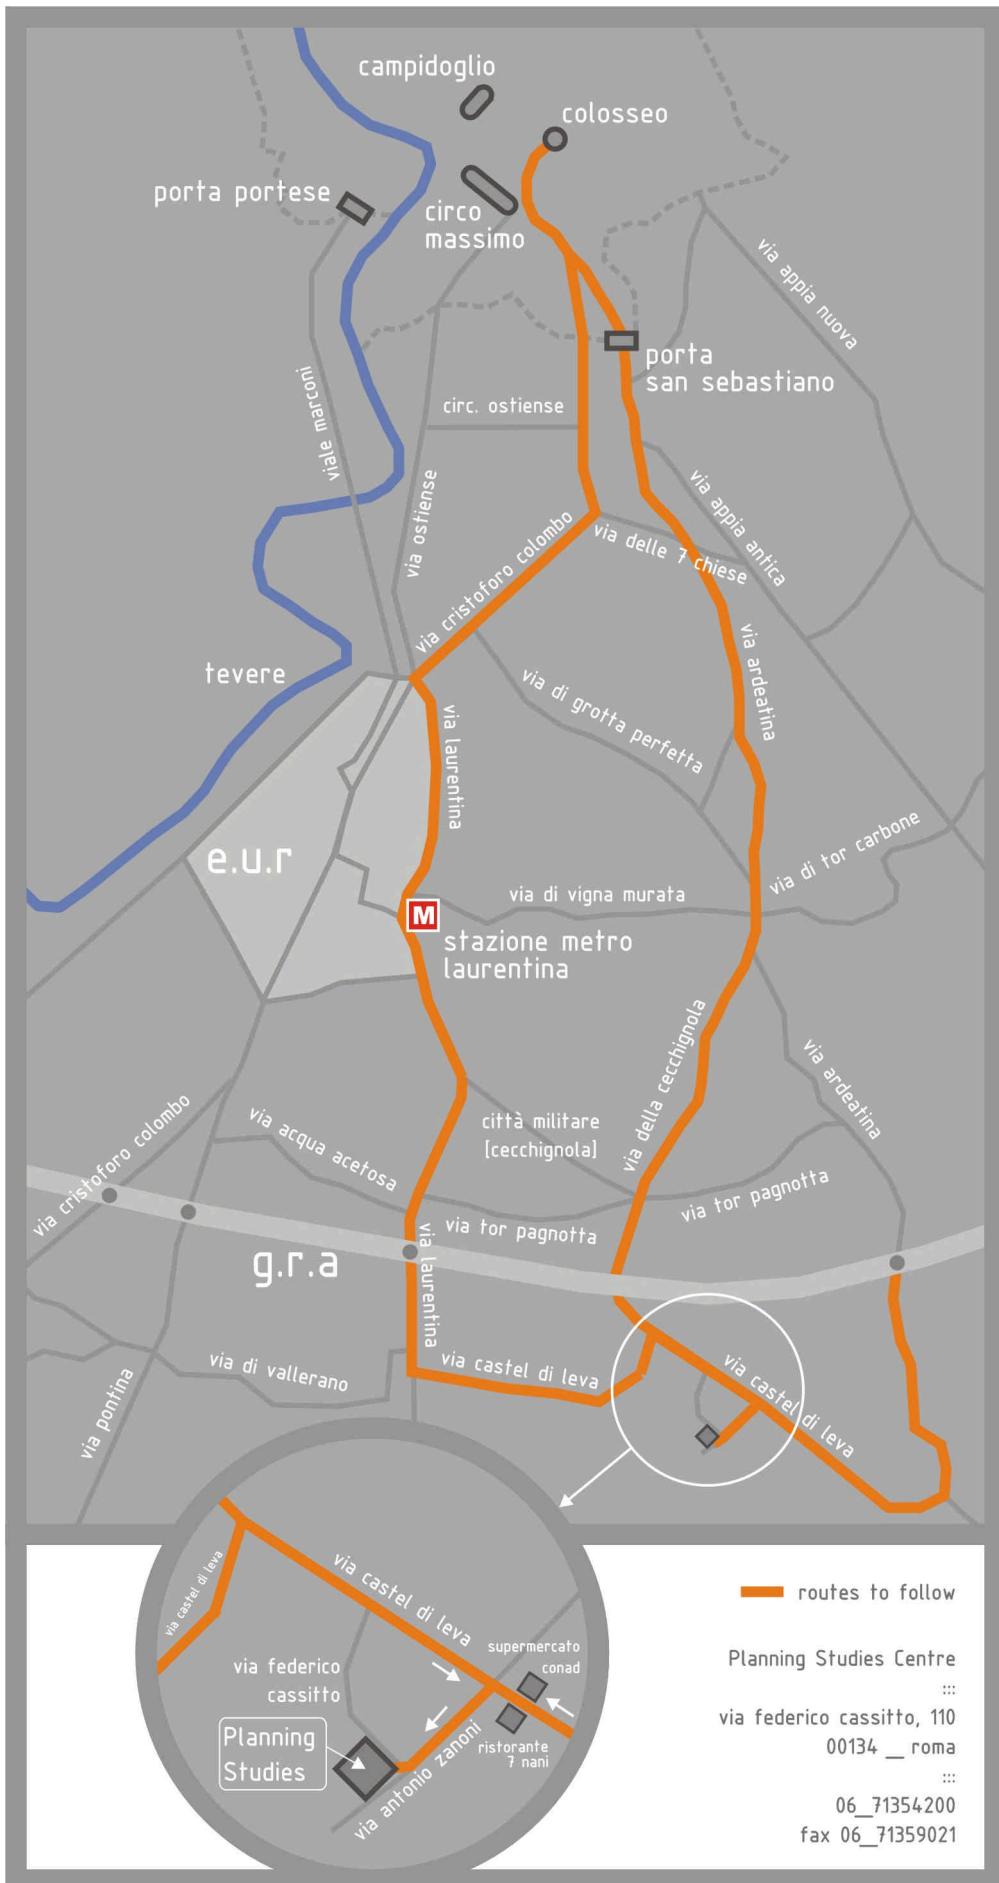 campidoglio
colosseo
porta portese
circo
massimo
via appia nuova
porta
san sebastiano
viale marconi
circ. ostiense
via ostiense
via appia antica
via cristoforo colombo
via delle 7 chiese
tevere
via ardeatina
via di grotta perfetta
via laurentina
e.u.r
via di tor carbone
via di vigna murata
M
stazione metro
laurentina
via della cecchignola
via ardeatina
via cristoforo colombo
via acqua acetosa
città militare
[cecchignola]
via tor pagnotta
via tor pagnotta
g.r.a
via laurentina
via di vallerano
via castel di leva
via castel di leva
via pontina
via castel di leva
via castel di leva
supermercato
conad
via federico
cassitto
Planning
Studies
via antonio zanoni
ristorante
7 nani
routes to follow
Planning Studies Centre
:::
via federico cassitto, 110
00134 __ roma
:::
06__71354200
fax 06__71359021